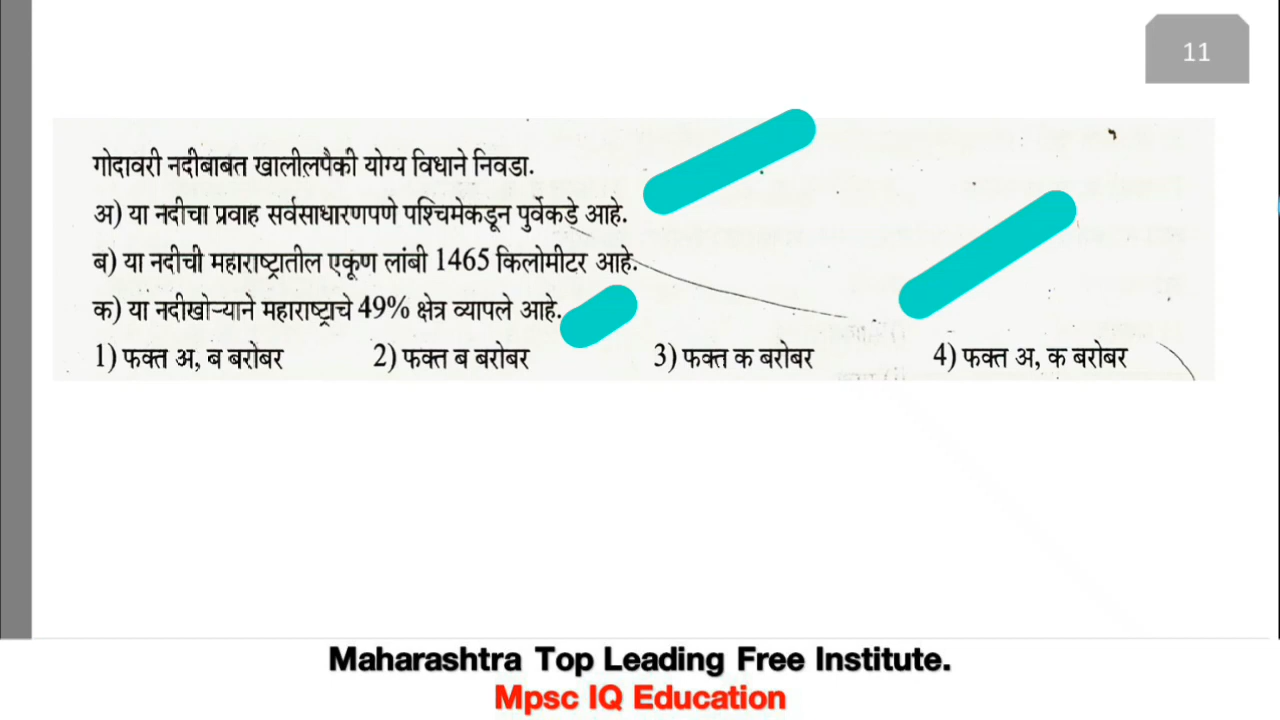 11
गोदावरी नदीबाबत खालीलपैकी योग्य विधाने निवडा.
अ) या नदीचा प्रवाह सर्वसाधारणपणे पश्चिमेकडून पुर्वेकडे आहे.
ब) या नदीची महाराष्ट्रातील एकूण लांबी 1465 किलोमीटर आहे.
क) या नदीखोऱ्याने महाराष्ट्राचे 49% क्षेत्र व्यापले आहे.
1) फक्त अ, ब बरोबर 2) फक्त ब बरोबर 3) फक्त क बरोबर 4) फक्त अ, क बरोबर
Maharashtra Top Leading Free Institute.
Mpsc IQ Education